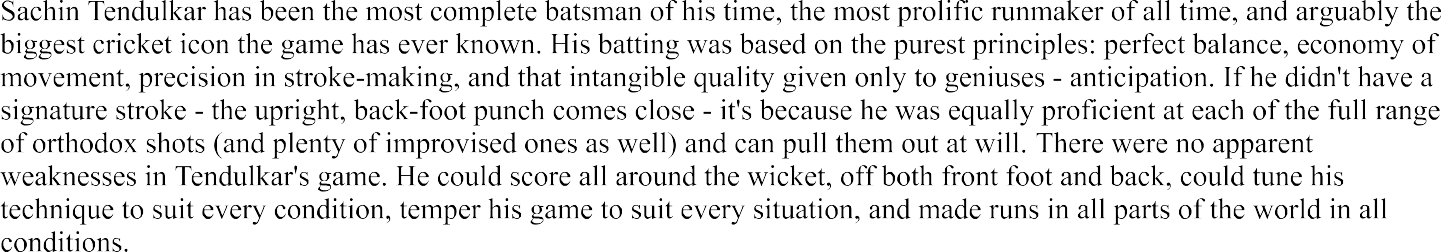 Sachin Tendulkar has been the most complete batsman of his time, the most prolific runmaker of all time, and arguably the
biggest cricket icon the game has ever known. His batting was based on the purest principles: perfect balance, economy of
movement, precision in stroke-making, and that intangible quality given only to geniuses - anticipation. If he didn't have a
signature stroke - the upright, back-foot punch comes close - it's because he was equally proficient at each of the full range
of orthodox shots (and plenty of improvised ones as well) and can pull them out at will. There were no apparent
weaknesses in Tendulkar's game. He could score all around the wicket, off both front foot and back, could tune his
technique to suit every condition, temper his game to suit every situation, and made runs in all parts of the world in all
conditions.